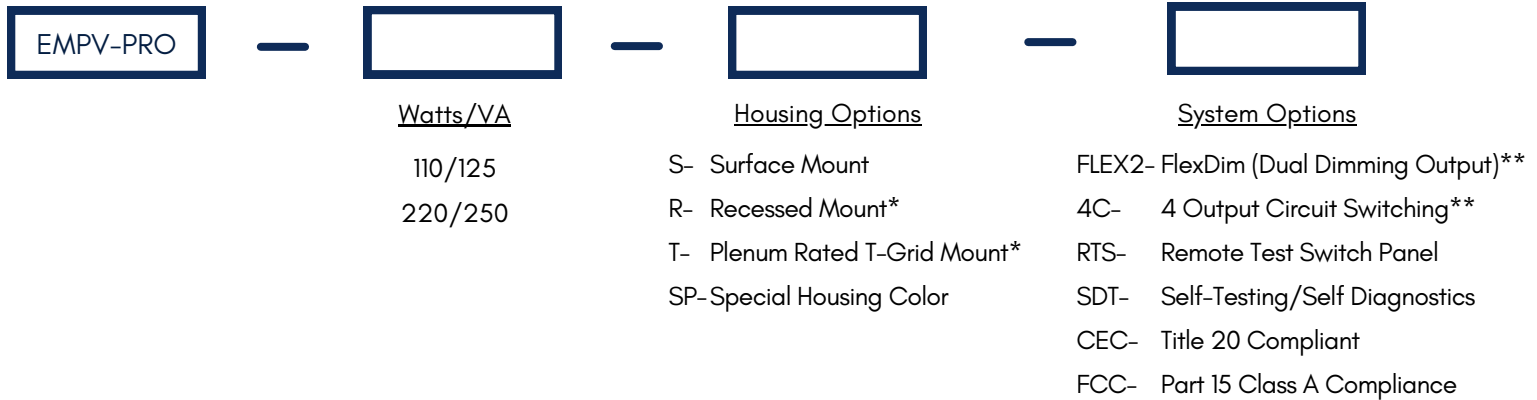 EMPV-PRO
Watts/VA
110/125
220/250
Housing Options
S- Surface Mount
R- Recessed Mount*
T- Plenum Rated T-Grid Mount*
SP- Special Housing Color
System Options
FLEX2- FlexDim (Dual Dimming Output)**
4C- 4 Output Circuit Switching**
RTS- Remote Test Switch Panel
SDT- Self-Testing/Self Diagnostics
CEC- Title 20 Compliant
FCC- Part 15 Class A Compliance